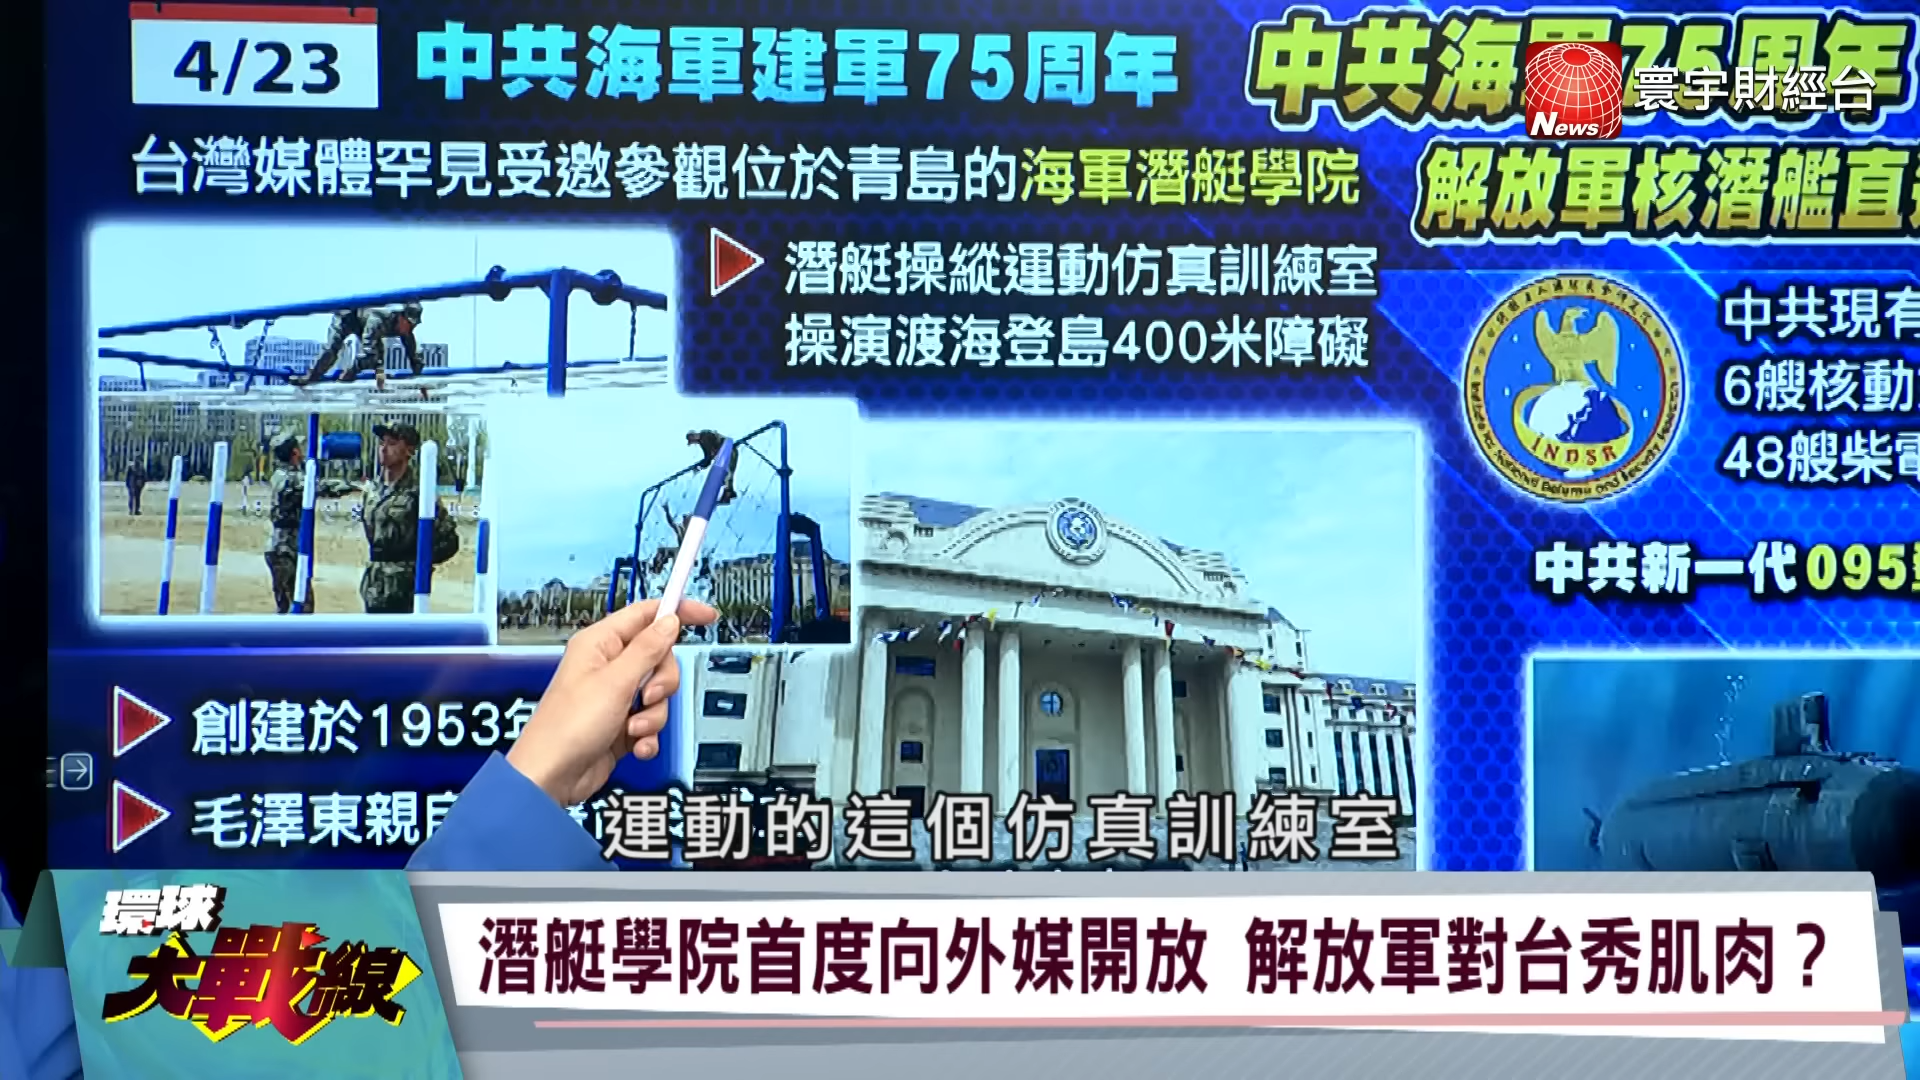 4/23
中共海軍建軍75周年
台灣媒體罕見受邀參觀位於青島的海軍潛艇學院
潛艇操縱運動仿真訓練室
操演渡海登島400米障礙
創建於1953年
毛澤東親自
中共海軍75周年
News
寰宇財經台
解放軍核潛艦直
INDSR
中共現有
6艘核動
48艘柴電
中共新一代095型
運動的這個仿真訓練室
環球
大戰線
潛艇學院首度向外媒開放 解放軍對台秀肌肉？